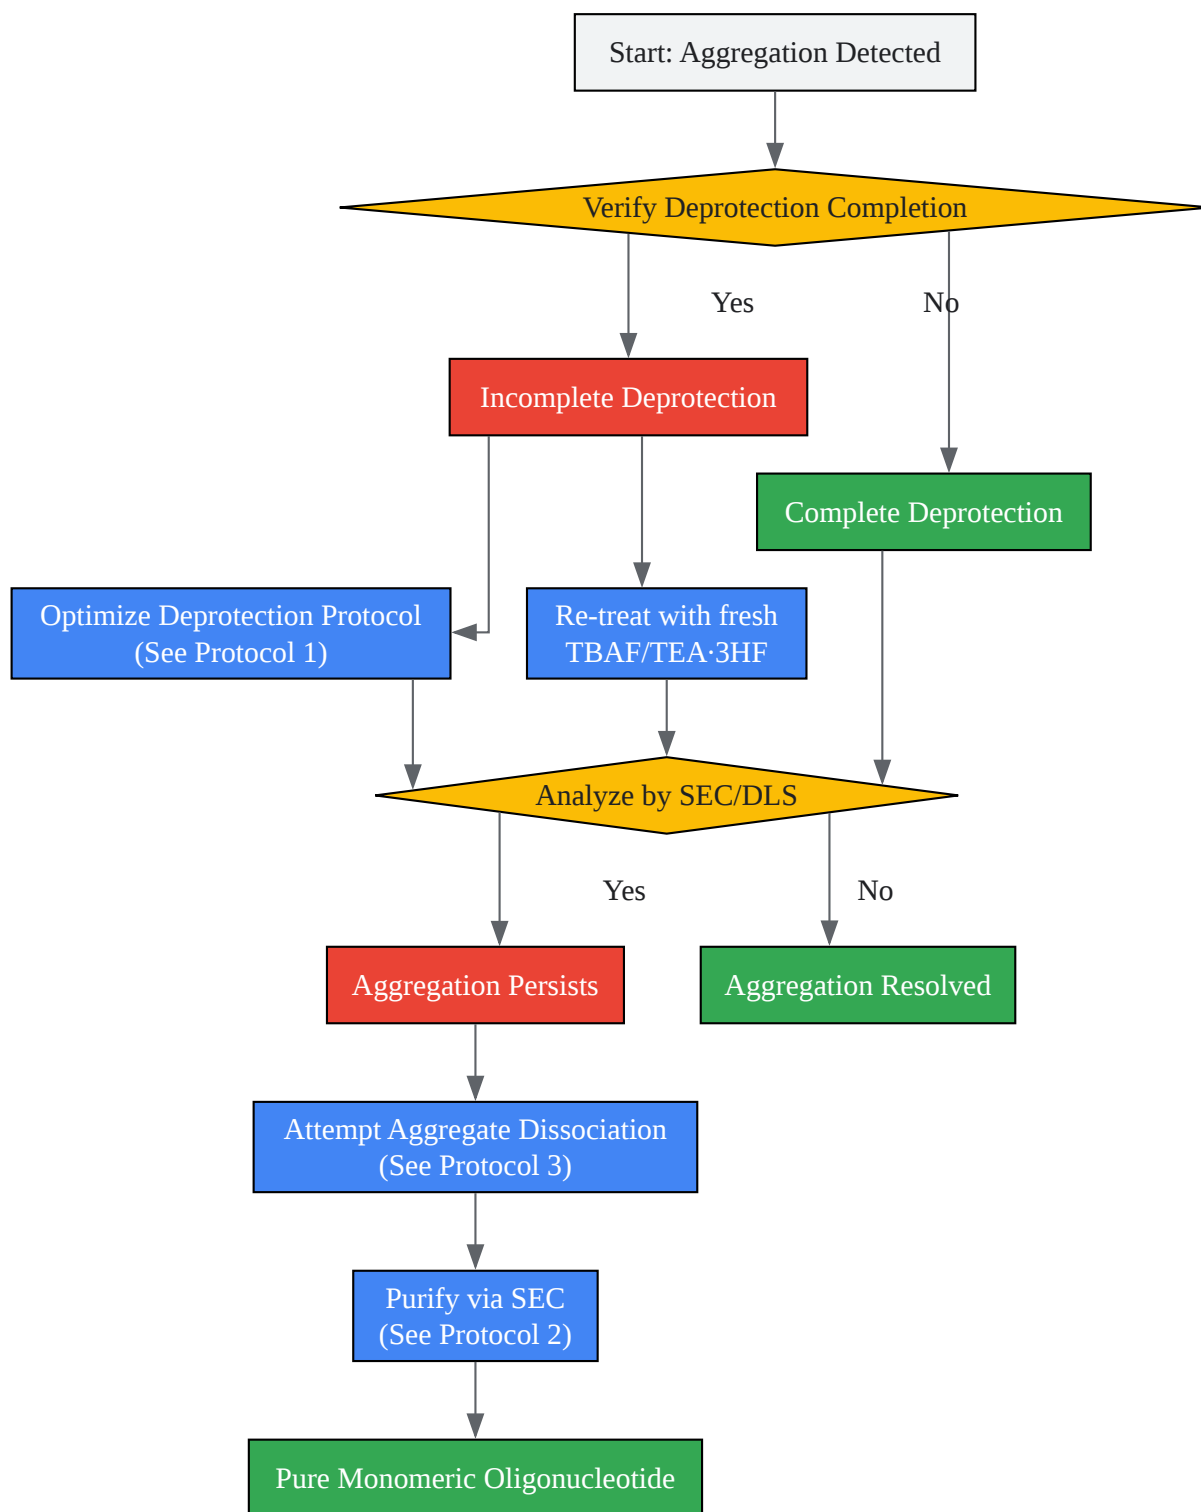 Start: Aggregation Detected
Verify Deprotection Completion
Yes
No
Incomplete Deprotection
Complete Deprotection
Optimize Deprotection Protocol
(See Protocol 1)
Re-treat with fresh
TBAF/TEA·3HF
Analyze by SEC/DLS
Yes
No
Aggregation Persists
Aggregation Resolved
Attempt Aggregate Dissociation
(See Protocol 3)
Purify via SEC
(See Protocol 2)
Pure Monomeric Oligonucleotide